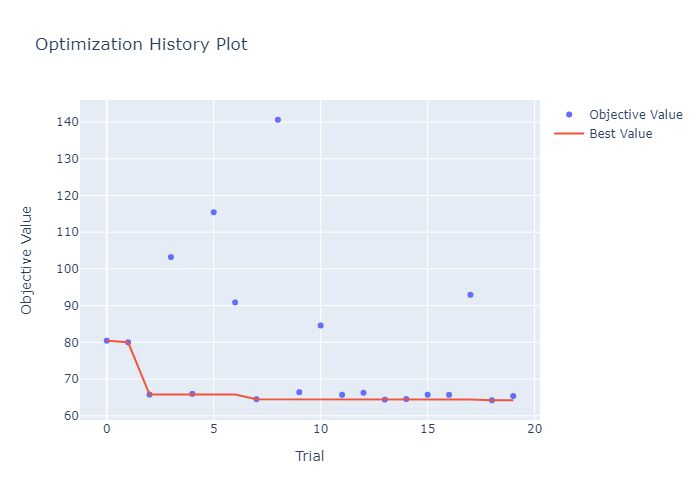 Optimization History Plot
Objective Value
Best Value
140
130
120
110
100
90
80
70
60
Objective Value
0 5 10 15 20
Trial